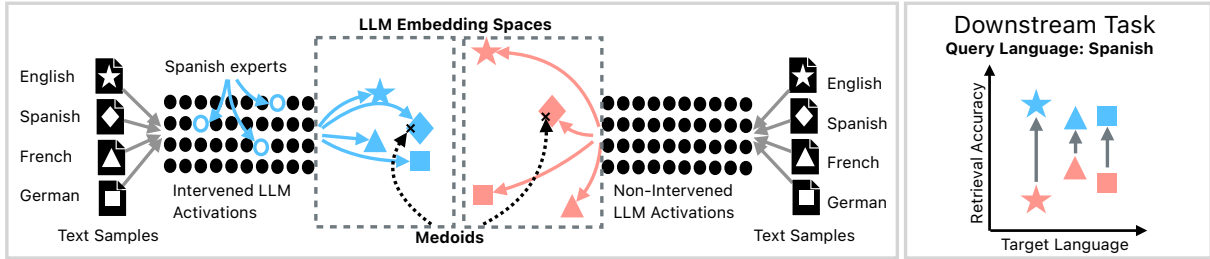 LLM Embedding Spaces
English
Spanish
French
German
Text Samples
Spanish experts
Intervened LLM
Activations
Medoids
Non-Intervened
LLM Activations
English
Spanish
French
German
Text Samples
Downstream Task
Query Language: Spanish
Retrieval Accuracy
Target Language